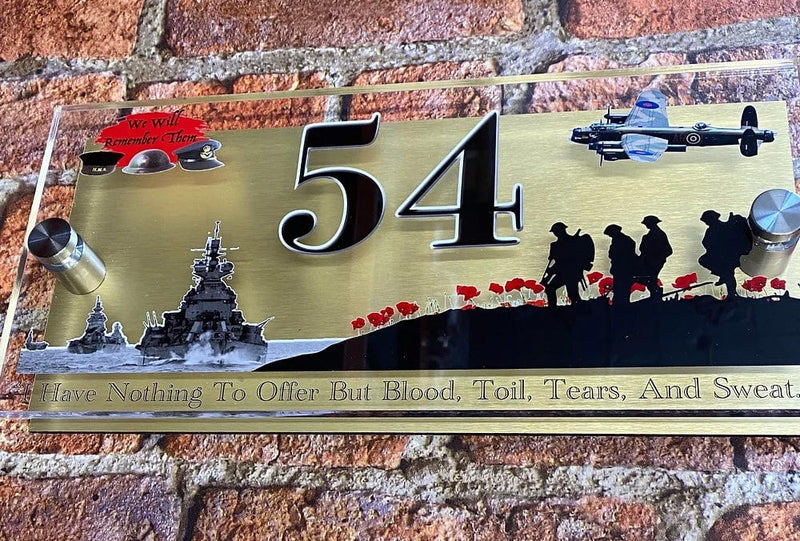 We Will
Remember Them
54
Have Nothing To Offer But Blood, Toil, Tears, And Sweat.